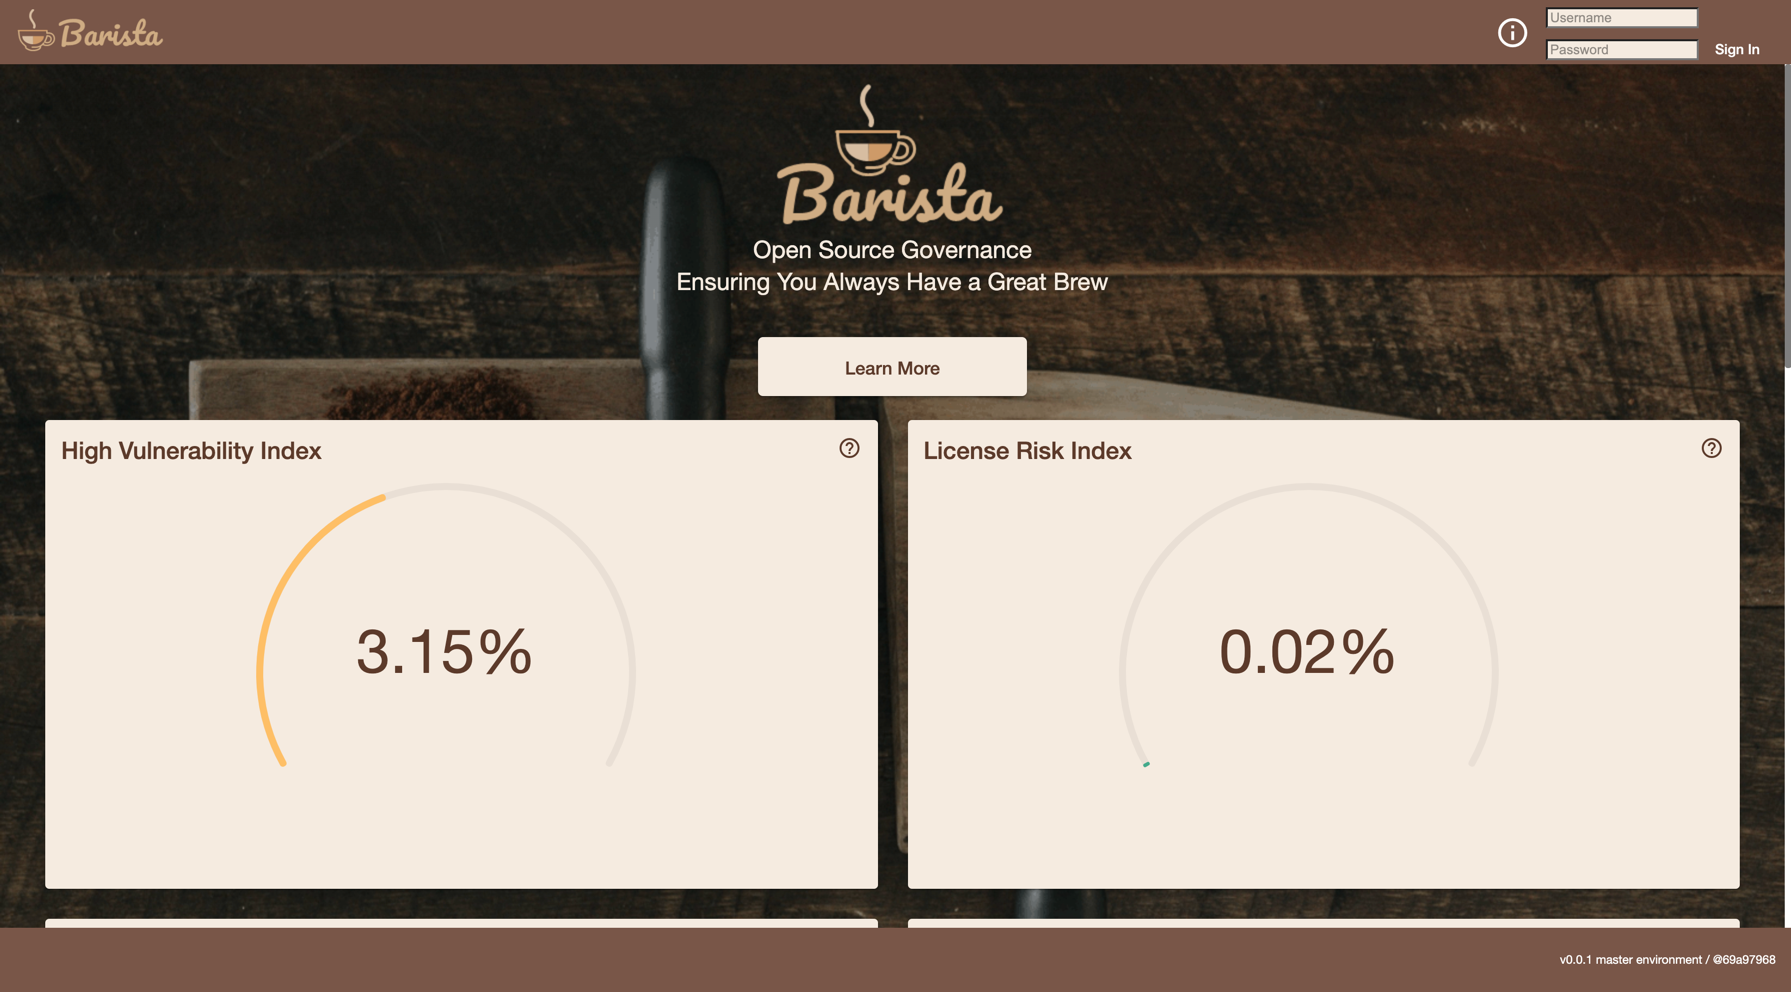 Barista
Username
Password
Sign In
Barista
Open Source Governance
Ensuring You Always Have a Great Brew
Learn More
High Vulnerability Index
3.15%
License Risk Index
0.02%
v0.0.1 master environment / @69a97968